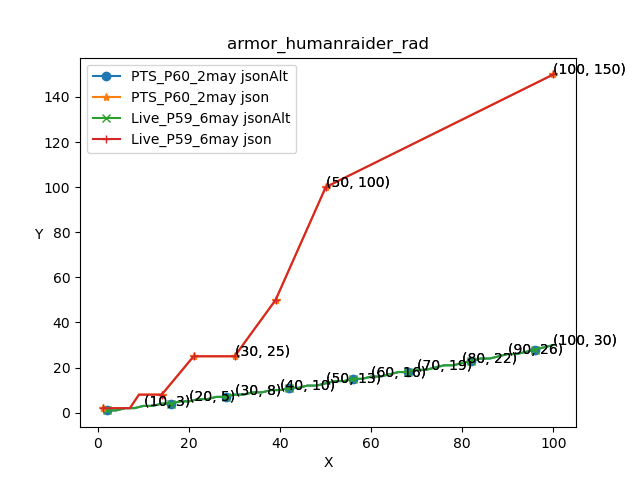 armor_humanraider_rad
PTS_P60_2may jsonAlt
PTS_P60_2may json
Live_P59_6may jsonAlt
Live_P59_6may json
(100, 150)
(50, 100)
(30, 25)
(100, 30)
(90, 26)
(80, 22)
(70, 19)
(60, 16)
(50, 13)
(40, 10)
(30, 8)
(20, 5)
(10, 3)
Y
140
120
100
80
60
40
20
0
0 20 40 60 80 100
X